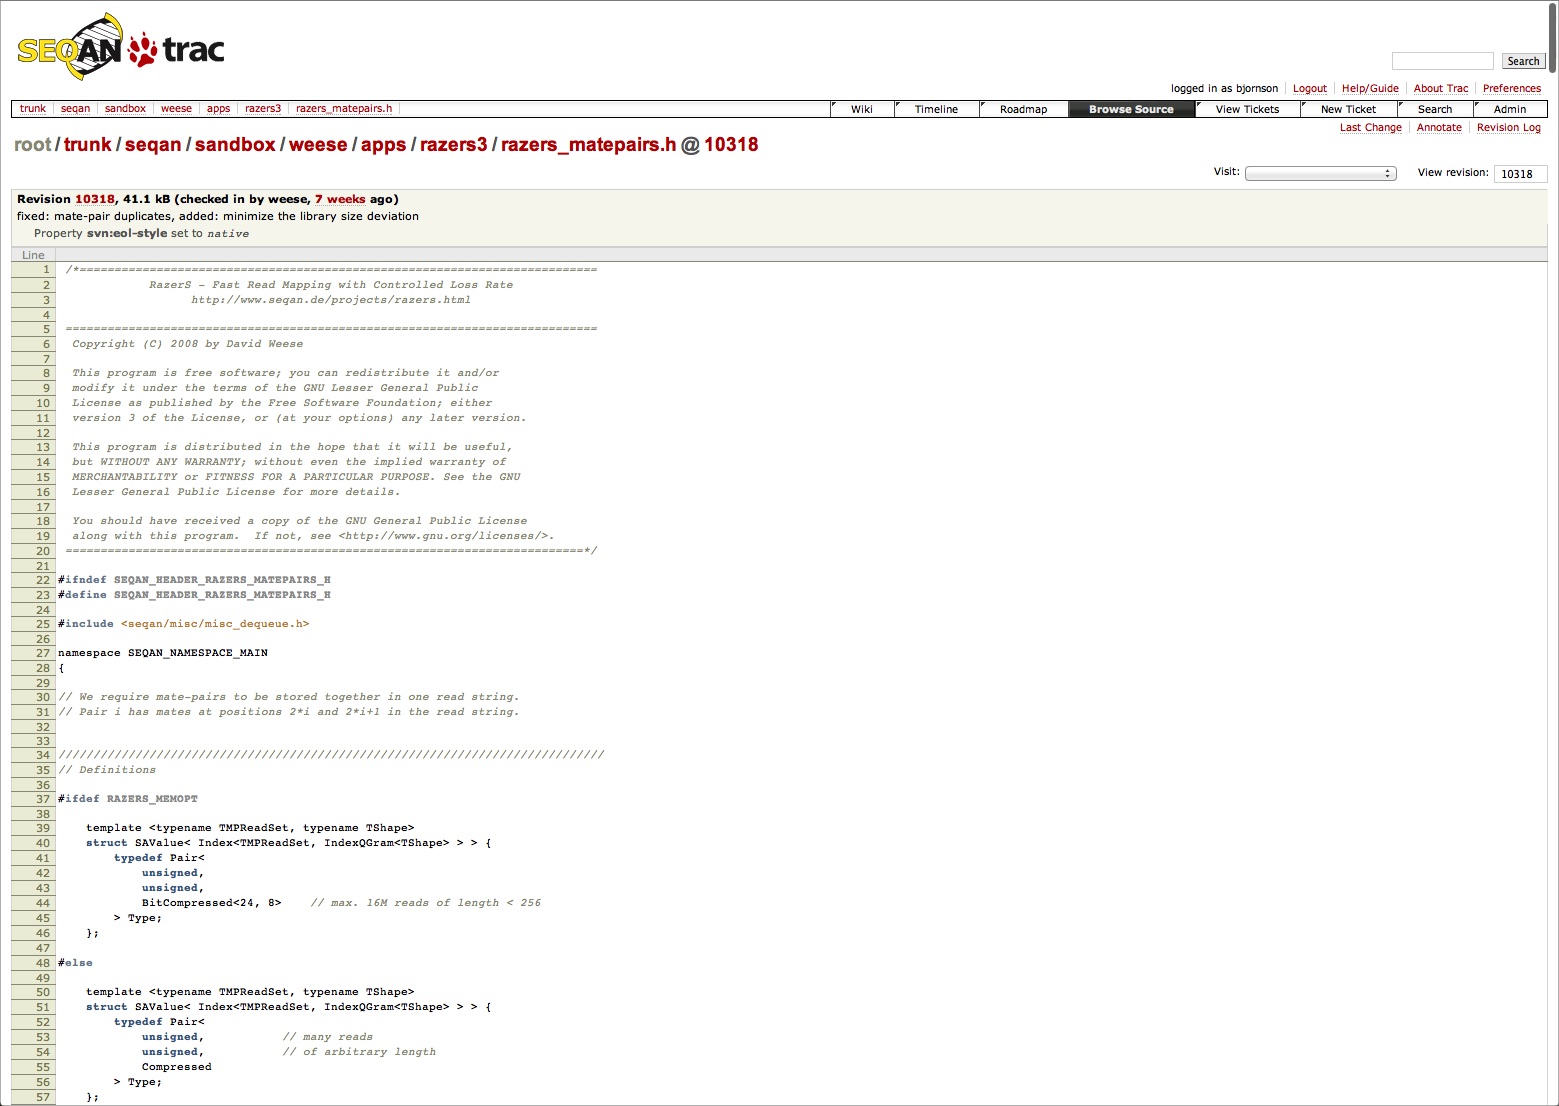 SEQAN trac
Search
logged in as bjornson Logout Help/Guide About Trac Preferences
trunk seqan sandbox weese apps razers3 razers_matepairs.h
Wiki Timeline Roadmap Browse Source View Tickets New Ticket Search Admin
Last Change Annotate Revision Log
root / trunk / seqan / sandbox / weese / apps / razers3 / razers_matepairs.h @ 10318
Visit: View revision: 10318
Revision 10318, 41.1 kB (checked in by weese, 7 weeks ago)
fixed: mate-pair duplicates, added: minimize the library size deviation
Property svn:eol-style set to native
Line
1 /*==========================================================================
2 RazerS - Fast Read Mapping with Controlled Loss Rate
3 http://www.seqan.de/projects/razers.html
4
5 ============================================================================
6 Copyright (C) 2008 by David Weese
7
8 This program is free software; you can redistribute it and/or
9 modify it under the terms of the GNU Lesser General Public
10 License as published by the Free Software Foundation; either
11 version 3 of the License, or (at your options) any later version.
12
13 This program is distributed in the hope that it will be useful,
14 but WITHOUT ANY WARRANTY; without even the implied warranty of
15 MERCHANTABILITY or FITNESS FOR A PARTICULAR PURPOSE. See the GNU
16 Lesser General Public License for more details.
17
18 You should have received a copy of the GNU General Public License
19 along with this program. If not, see <http://www.gnu.org/licenses/>.
20 ==========================================================================*/
21
22 #ifndef SEQAN_HEADER_RAZERS_MATEPAIRS_H
23 #define SEQAN_HEADER_RAZERS_MATEPAIRS_H
24
25 #include <seqan/misc/misc_dequeue.h>
26
27 namespace SEQAN_NAMESPACE_MAIN
28 {
29
30 // We require mate-pairs to be stored together in one read string.
31 // Pair i has mates at positions 2*i and 2*i+1 in the read string.
32
33
34 //////////////////////////////////////////////////////////////////////////////
35 // Definitions
36
37 #ifdef RAZERS_MEMOPT
38
39 template <typename TMPReadSet, typename TShape>
40 struct SAValue< Index<TMPReadSet, IndexQGram<TShape> > > {
41 typedef Pair<
42 unsigned,
43 unsigned,
44 BitCompressed<24, 8> // max. 16M reads of length < 256
45 > Type;
46 };
47
48 #else
49
50 template <typename TMPReadSet, typename TShape>
51 struct SAValue< Index<TMPReadSet, IndexQGram<TShape> > > {
52 typedef Pair<
53 unsigned, // many reads
54 unsigned, // of arbitrary length
55 Compressed
56 > Type;
57 };